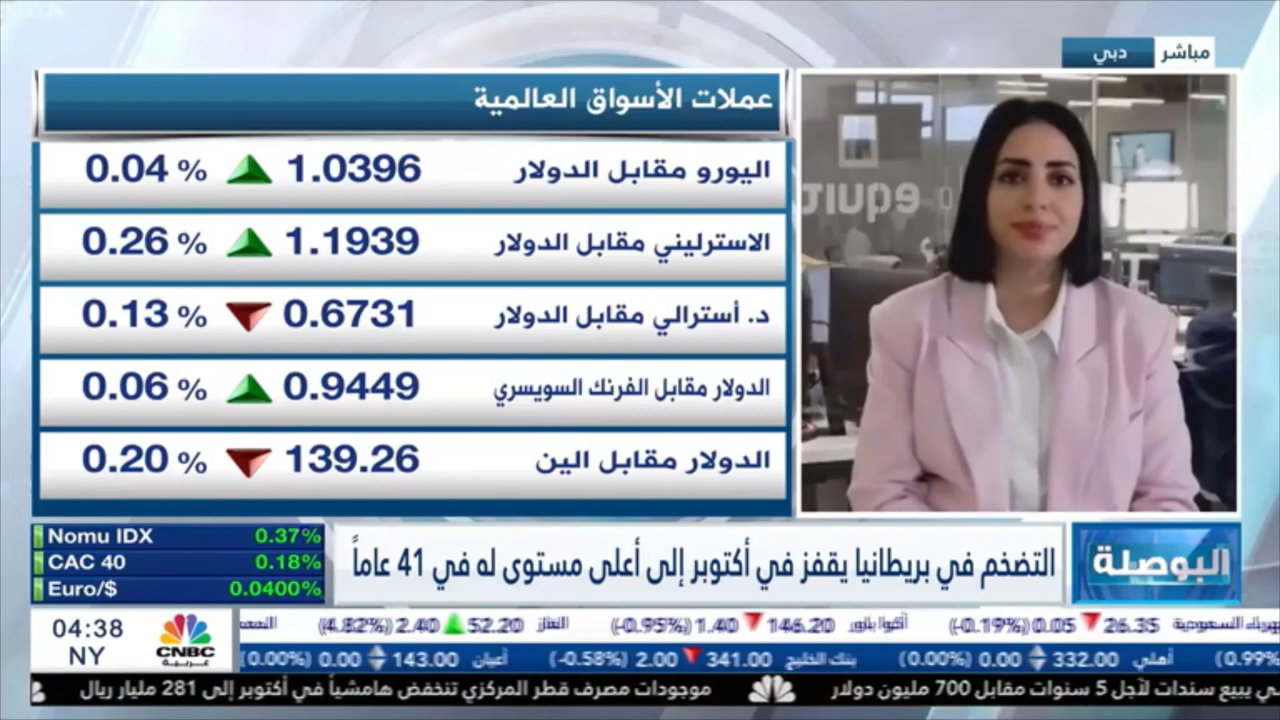 مباشر دبي
عملات الأسواق العالمية
اليورو مقابل الدولار 1.0396 0.04 %
الاسترليني مقابل الدولار 1.1939 0.26 %
د. أسترالي مقابل الدولار 0.6731 0.13 %
الدولار مقابل الفرنك السويسري 0.9449 0.06 %
الدولار مقابل الين 139.26 0.20 %
equiti
البوصلة
التضخم في بريطانيا يقفز في أكتوبر إلى أعلى مستوى له في 41 عاماً
Nomu IDX 0.37%
CAC 40 0.18%
Euro/$ 0.0400%
04:38
NY
CNBC
عربية
السعودية 26.35 0.05 (-0.19%) أكوا باور 146.20 1.40 (-0.95%) الغاز 52.20 2.40 (4.82%)
(0.99% أهلي 332.00 0.00 (0.00%) بنك الخليج 341.00 2.00 (-0.58%) أعيان 143.00 0.00 (0.00%)
ي يبيع سندات لأجل 5 سنوات مقابل 700 مليون دولار موجودات مصرف قطر المركزي تنخفض هامشياً في أكتوبر إلى 281 مليار ريال